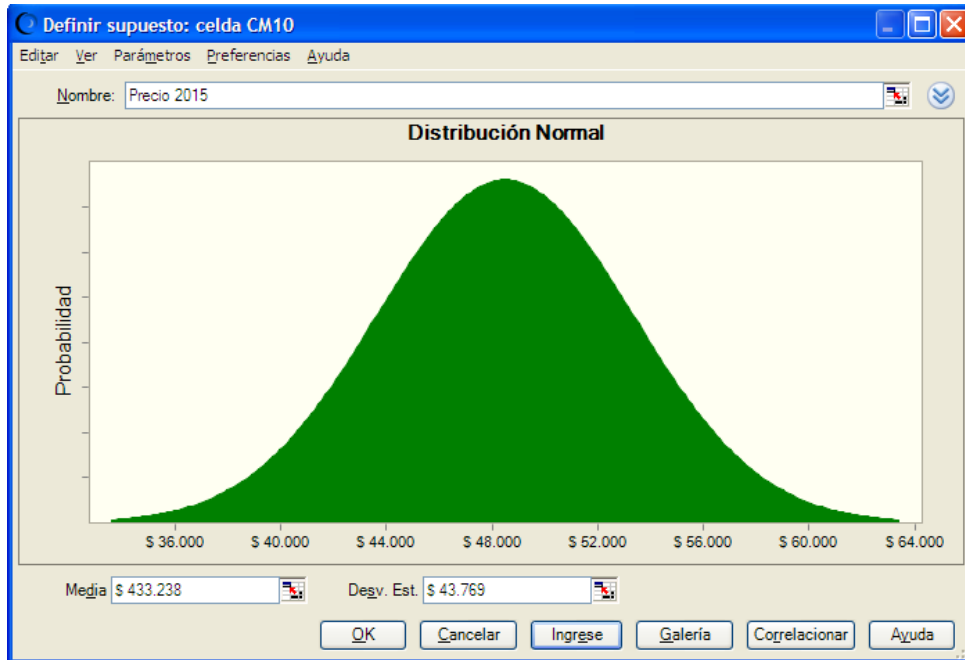 Definir supuesto: celda CM10
Editar Ver Parámetros Preferencias Ayuda
Nombre: Precio 2015
Distribución Normal
Probabilidad
$ 36.000 $ 40.000 $ 44.000 $ 48.000 $ 52.000 $ 56.000 $ 60.000 $ 64.000
Media $ 433.238 Desv. Est. $ 43.769
OK Cancelar Ingrese Galería Correlacionar Ayuda